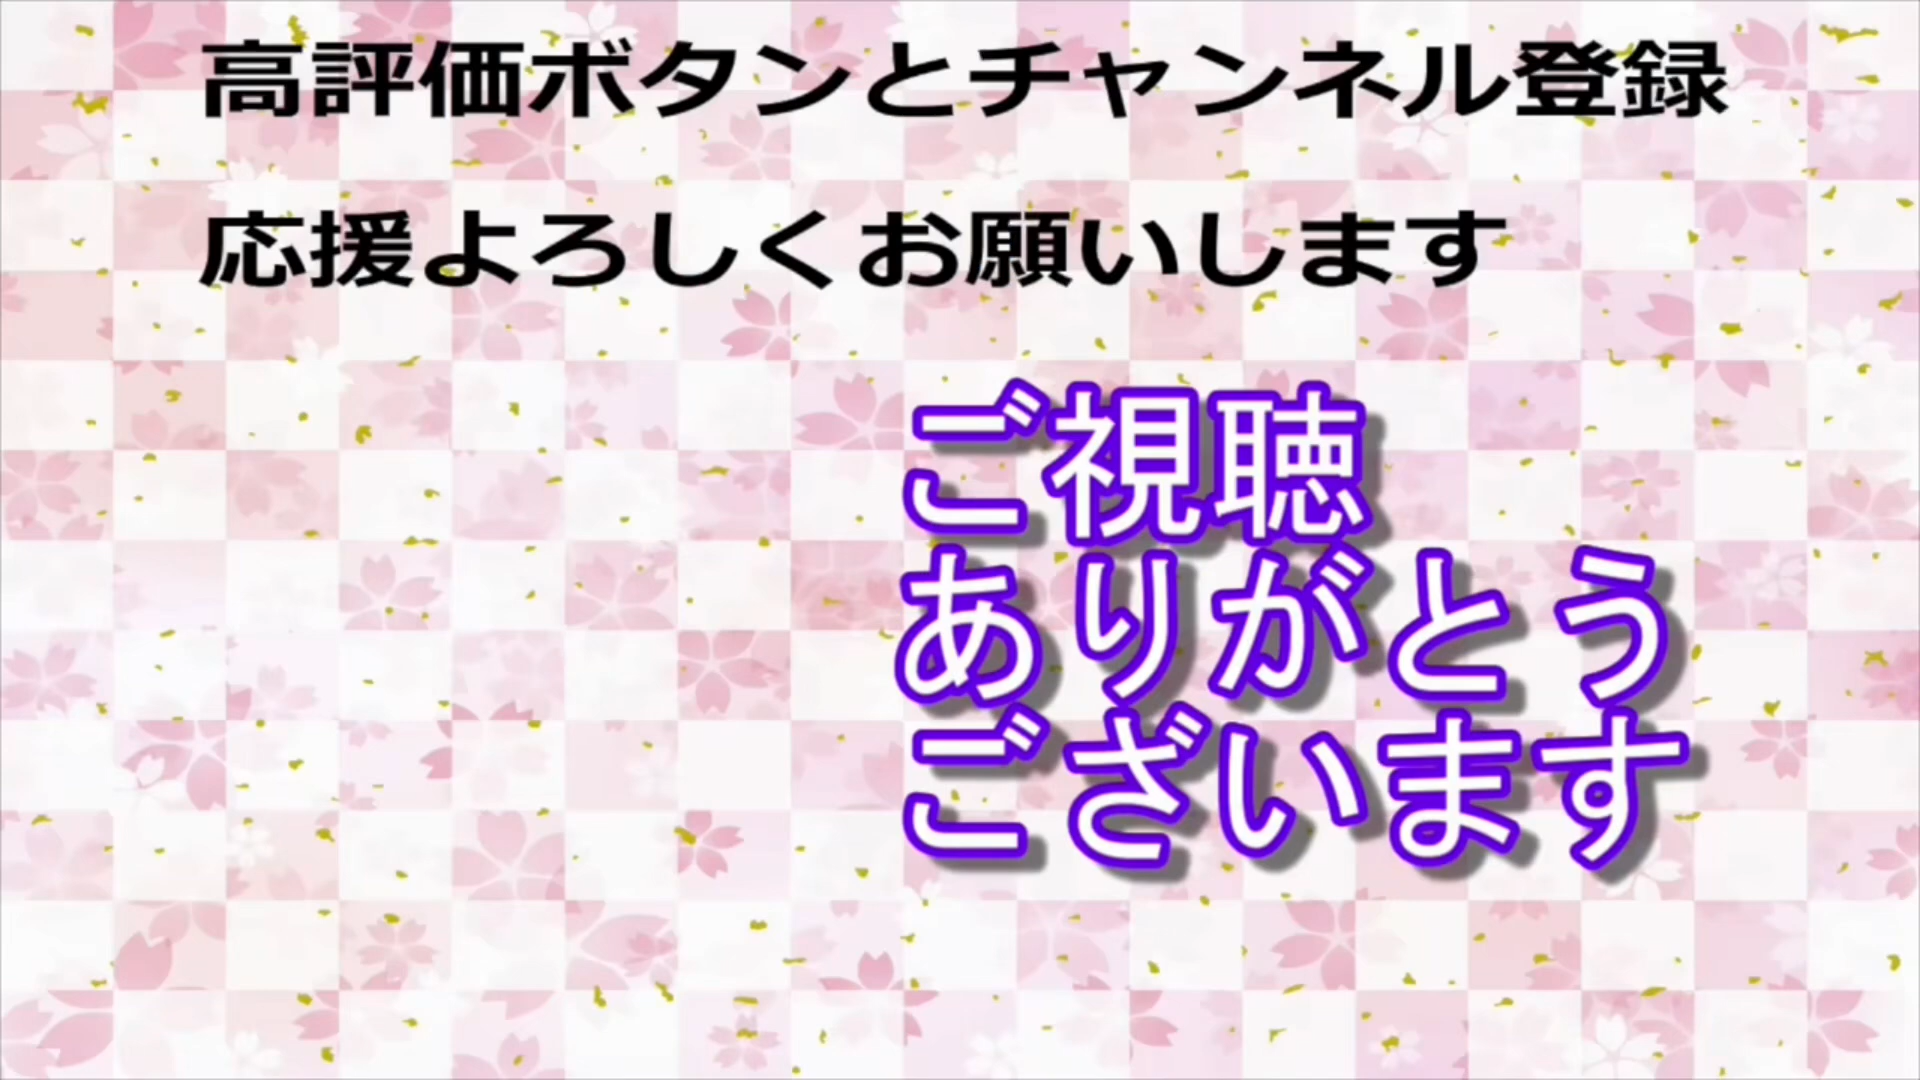 高評価ボタンとチャンネル登録
応援よろしくお願いします
ご視聴
ありがとう
ございます